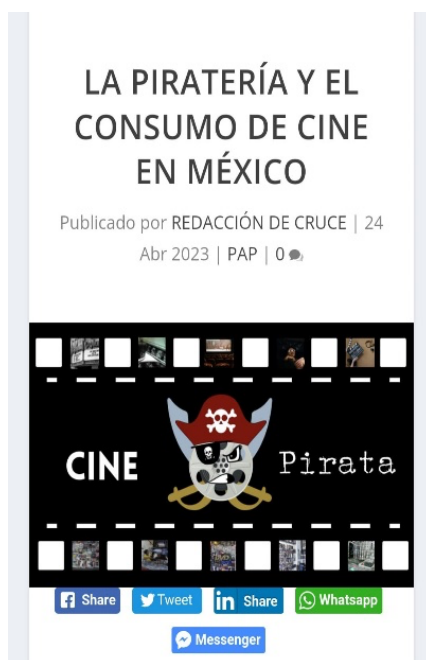 LA PIRATERÍA Y EL
CONSUMO DE CINE
EN MÉXICO
Publicado por REDACCIÓN DE CRUCE | 24
Abr 2023 | PAP | 0
CINE Pirata
Share Tweet Share Whatsapp
Messenger